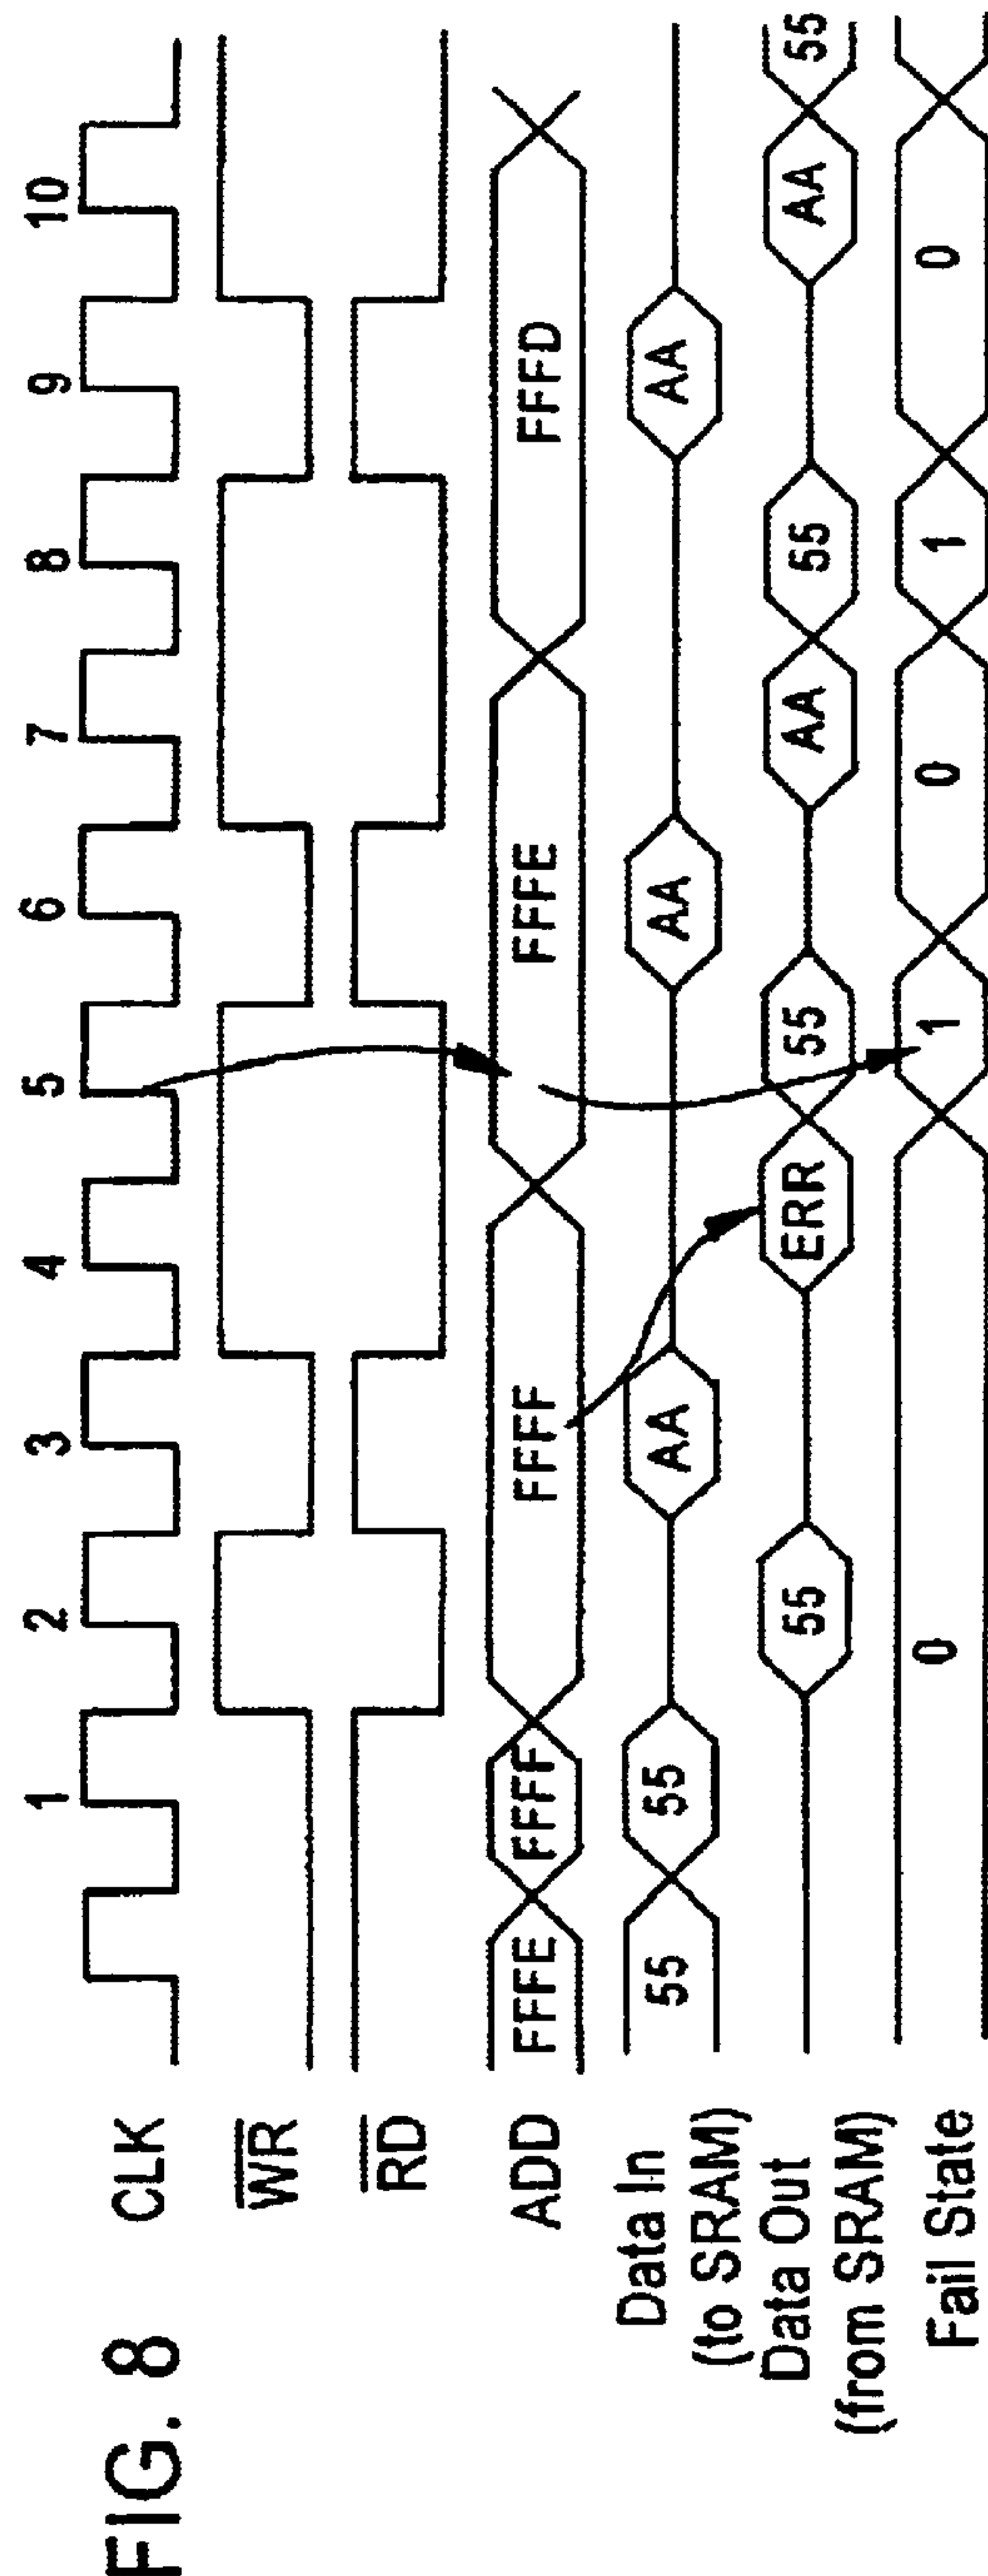 FIG. 8
CLK 1 2 3 4 5 6 7 8 9 10
WR
RD
ADD FFFE FFFF FFFF FFFE FFFD
Data In
(to SRAM) 55 55 AA AA AA
Data Out
(from SRAM) 55 ERR 55 AA 55 AA 55
Fail State 0 1 0 1 0